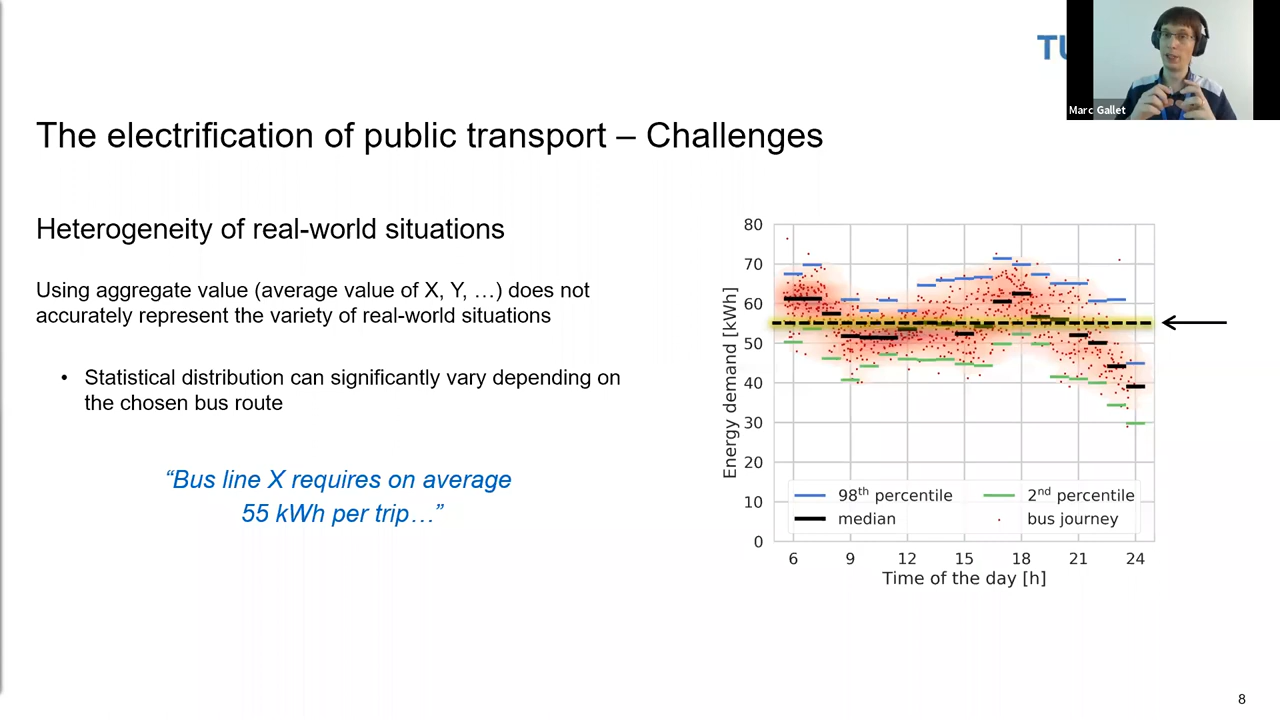 TU
Marc Gallet
The electrification of public transport – Challenges
Heterogeneity of real-world situations
Using aggregate value (average value of X, Y, …) does not
accurately represent the variety of real-world situations
• Statistical distribution can significantly vary depending on
the chosen bus route
“Bus line X requires on average
55 kWh per trip…”
Energy demand [kWh]
80
70
60
50
40
30
20
10
0
98th percentile
2nd percentile
median
bus journey
6 9 12 15 18 21 24
Time of the day [h]
8